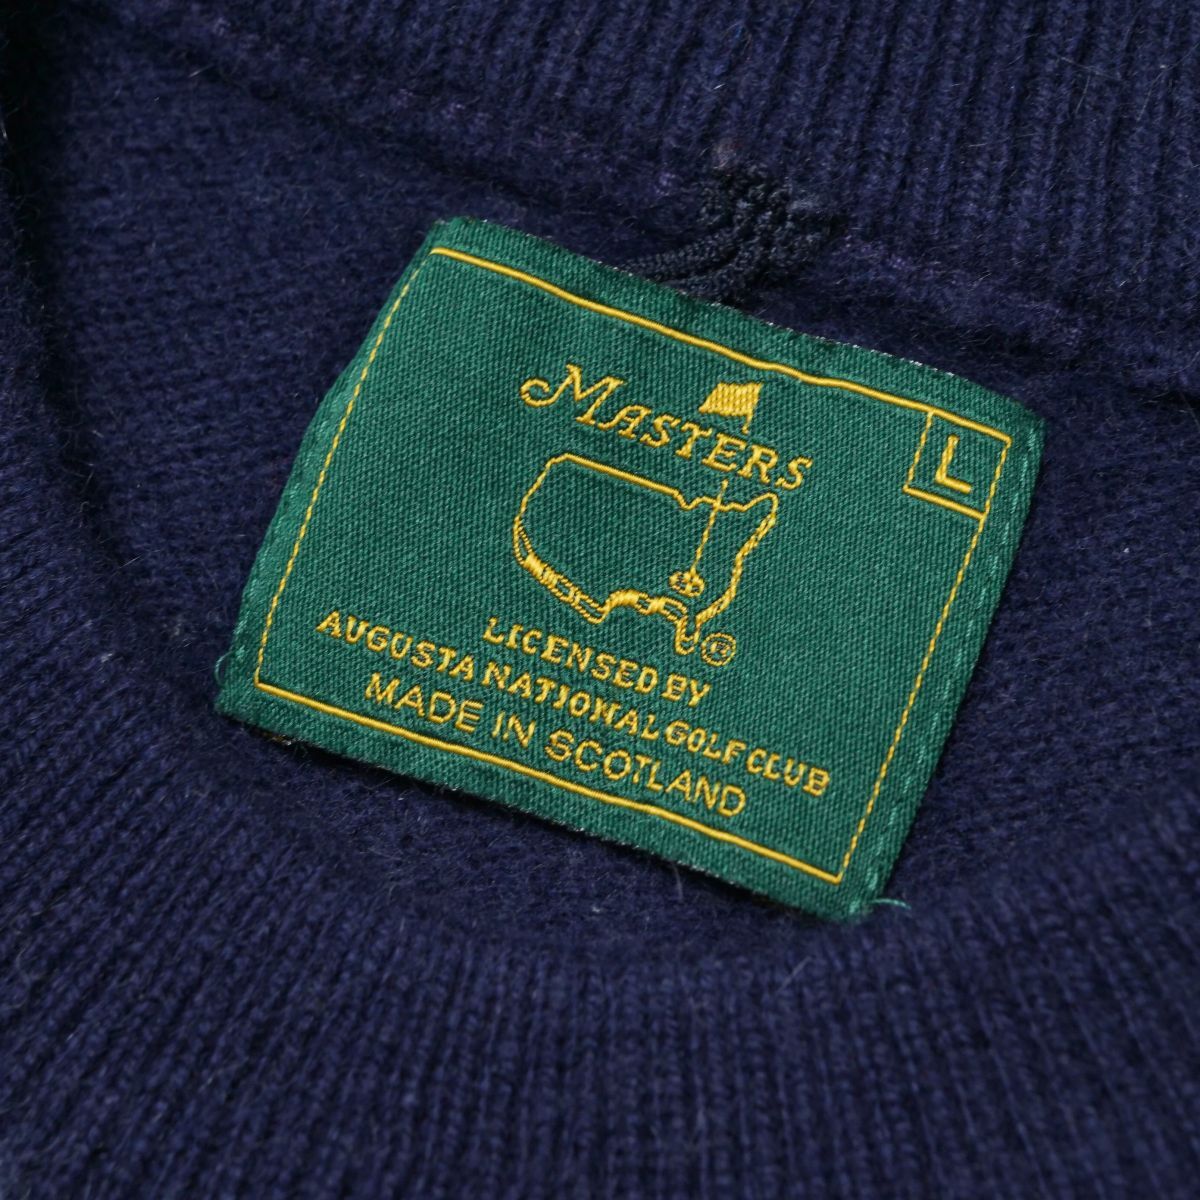 MASTERS
L
®
LICENSED BY
AUGUSTA NATIONAL GOLF CLUB
MADE IN SCOTLAND